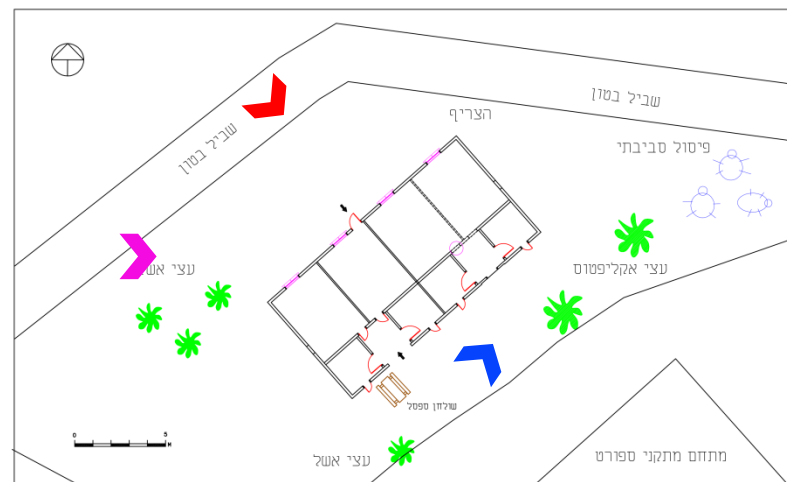 שביל בטון
הצריף
שביל בטון
פיסול סביבתי
עצי אשל
עצי אקליפטוס
שולחן ספסל
0 5
M
עצי אשל
מתחם מתקני ספורט